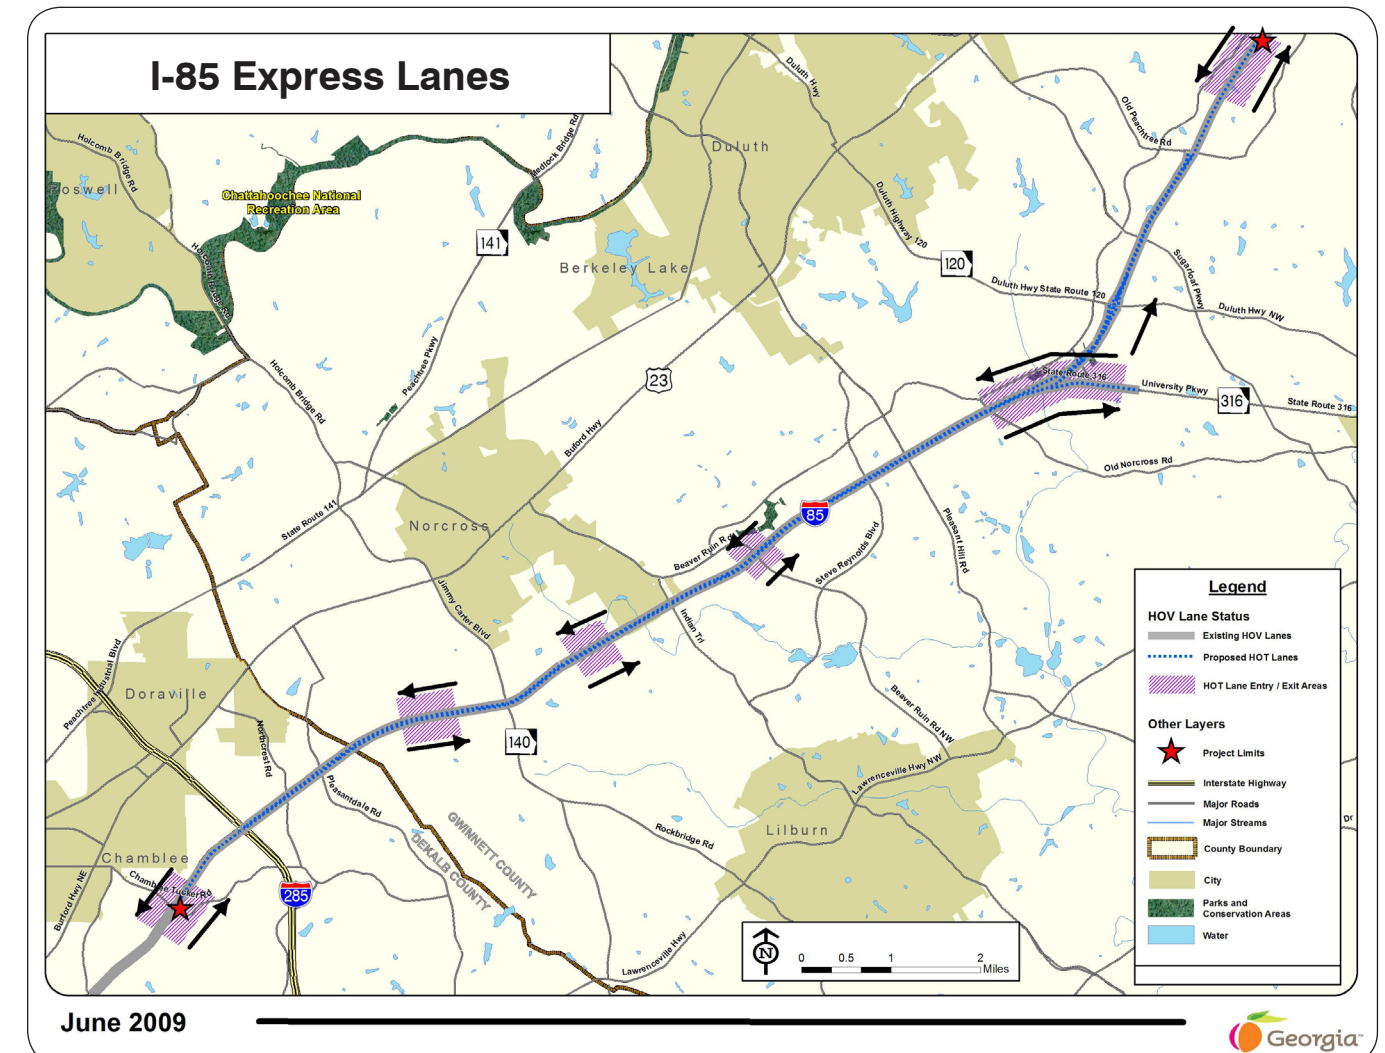 I-85 Express Lanes
Holcomb Bridge Rd
Roswell
Chattahoochee National
Recreation Area
Holcomb Bridge Rd
Medlock Bridge Rd
141
Duluth Hwy
Duluth
Old Peachtree Rd
Duluth Highway 120
120
Berkeley Lake
Duluth Hwy State Route 120
Sugarloaf Pkwy
Duluth Hwy NW
Peachtree Pkwy
Holcomb Bridge Rd
23
State Route 316
University Pkwy
316
State Route 316
Buford Hwy
Old Norcross Rd
State Route 141
Norcross
85
Pleasant Hill Rd
Beaver Ruin Rd
Steve Reynolds Blvd
Jimmy Carter Blvd
Indian Trl
Peachtree Industrial Blvd
Doraville
Northcrest Rd
140
Beaver Ruin Rd NW
Lawrenceville Hwy NW
Pleasantdale Rd
GWINNETT COUNTY
DEKALB COUNTY
Rockbridge Rd
Lilburn
Chamblee
Chamblee Tucker Rd
285
Burford Hwy NE
Lawrenceville Hwy
Legend
HOV Lane Status
Existing HOV Lanes
Proposed HOT Lanes
HOT Lane Entry / Exit Areas
Other Layers
Project Limits
Interstate Highway
Major Roads
Major Streams
County Boundary
City
Parks and
Conservation Areas
Water
N
0 0.5 1 2
Miles
June 2009
Georgia™